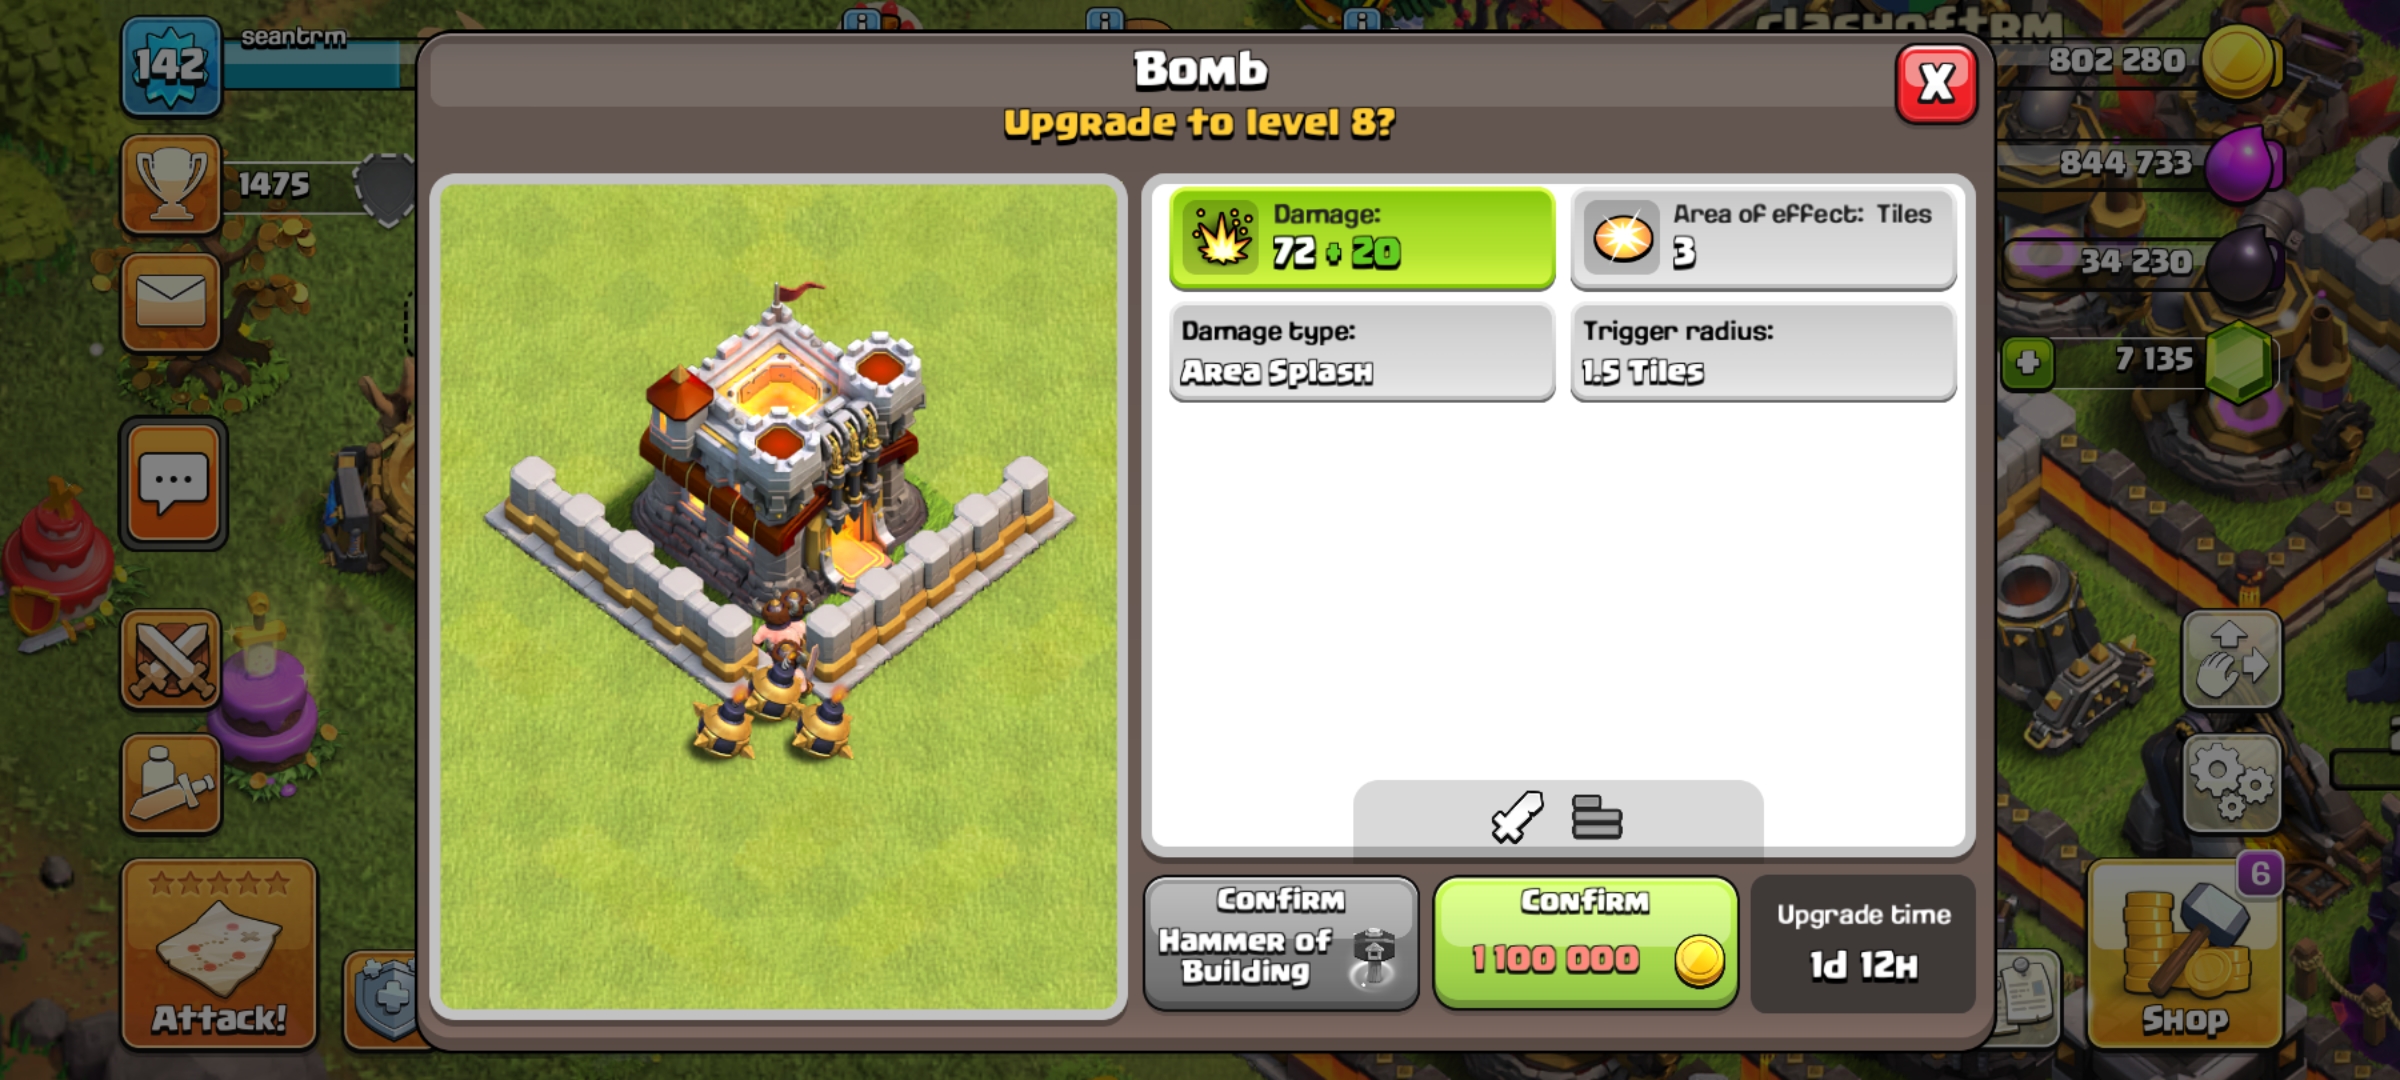 142
seantrm
1475
clashoftRM
802 280
844 733
34 230
7 135
Bomb
Upgrade to level 8?
X
Damage:
72 + 20
Area of effect: Tiles
3
Damage type:
Area Splash
Trigger radius:
1.5 Tiles
Confirm
Hammer of
Building
Confirm
1 100 000
Upgrade time
1d 12H
Attack!
6
Shop